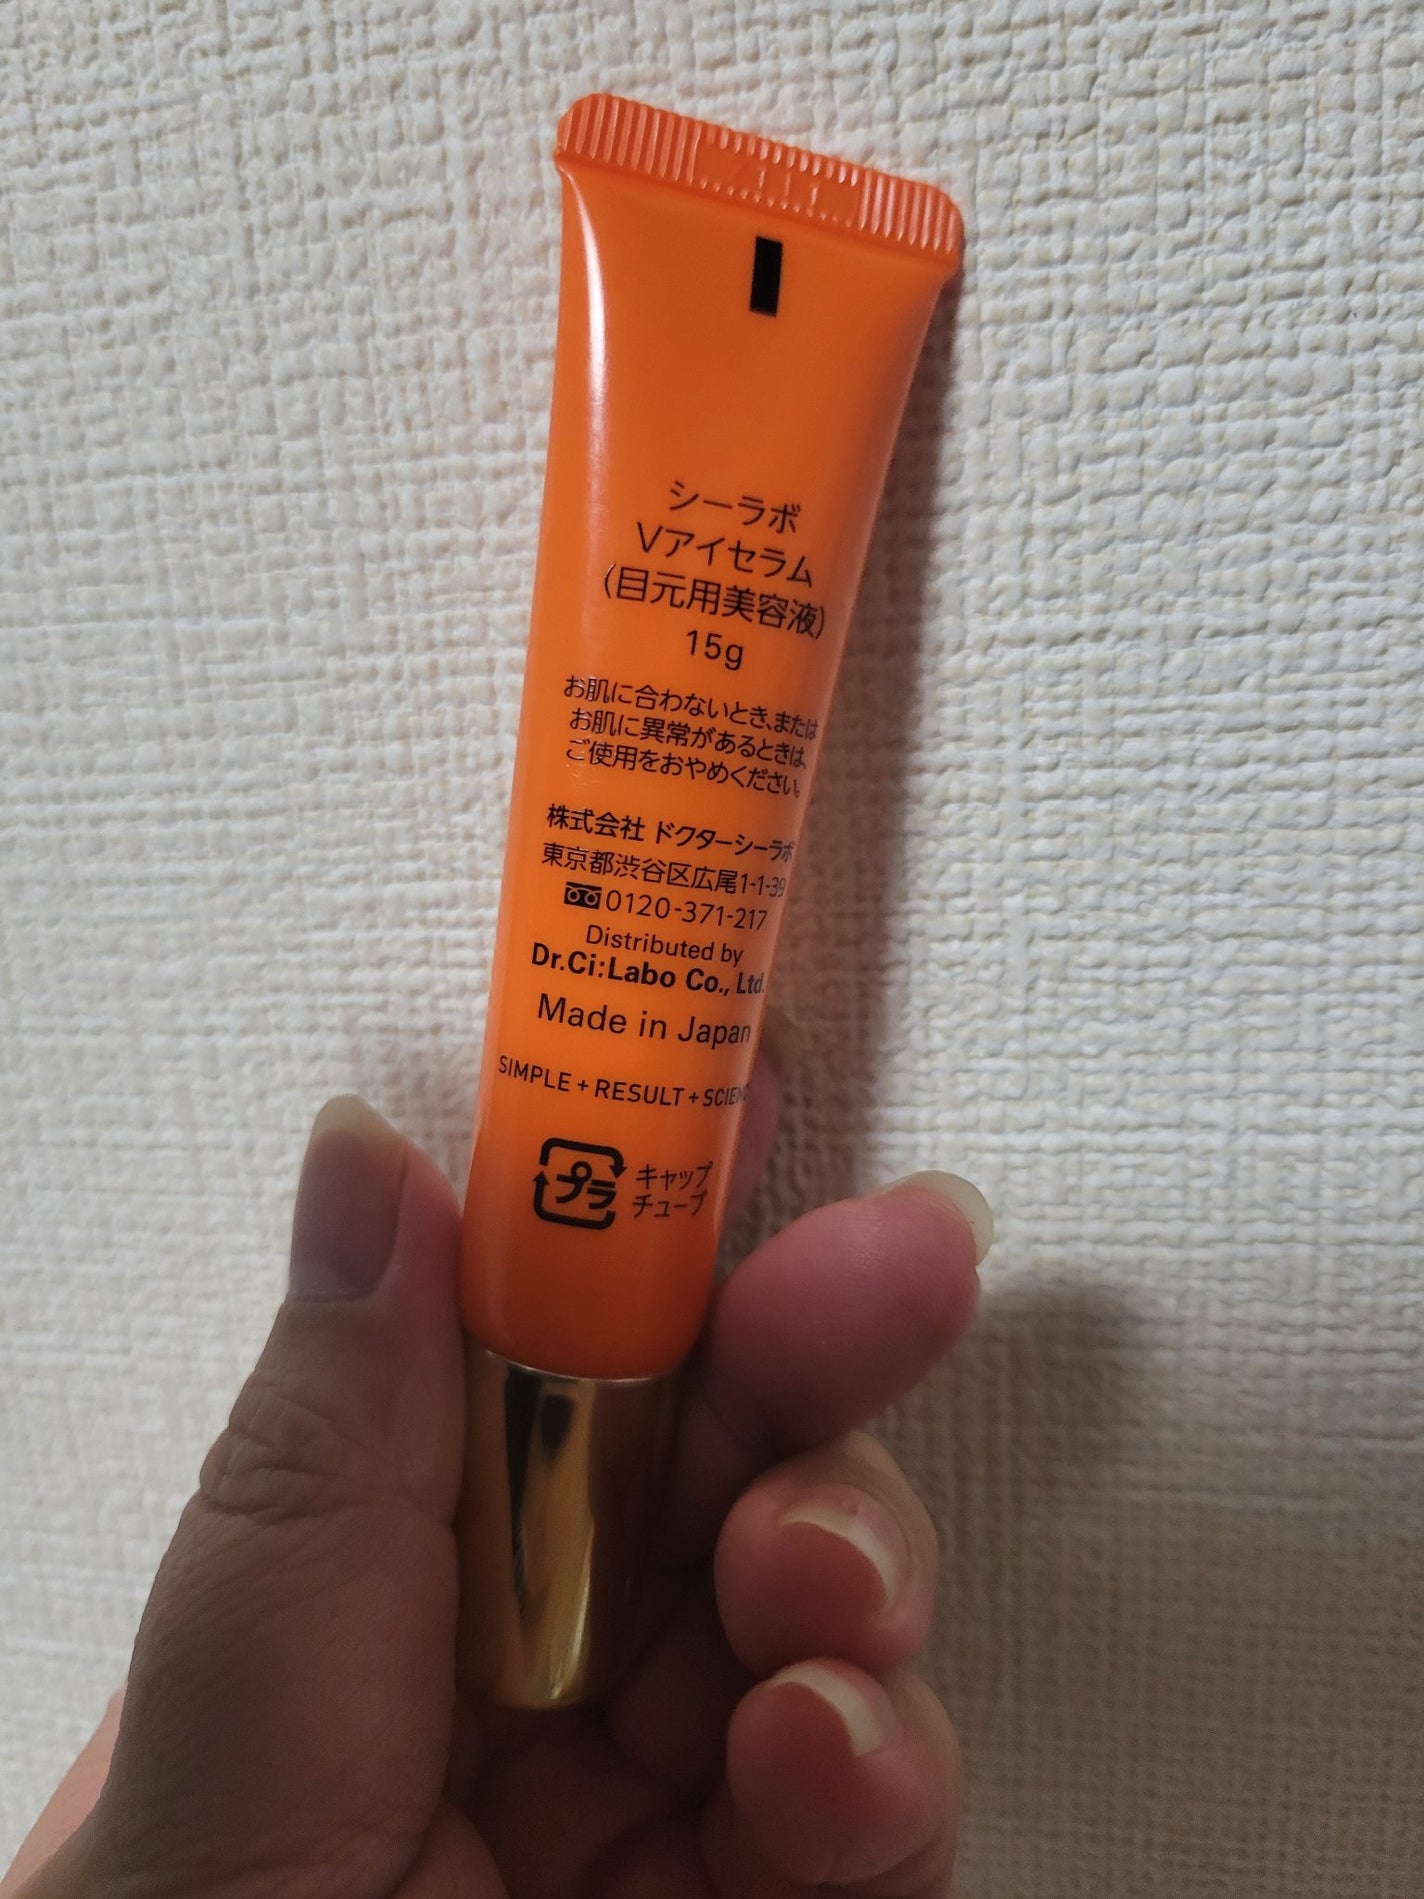 シーラボ
Vアイセラム
(目元用美容液)
15g
お肌に合わないとき、または
お肌に異常があるときは、
ご使用をおやめください。
株式会社 ドクターシーラボ
東京都渋谷区広尾1-1-39
0120-371-217
Distributed by
Dr.Ci:Labo Co., Ltd.
Made in Japan
SIMPLE + RESULT +
プラ キャップ
チューブ